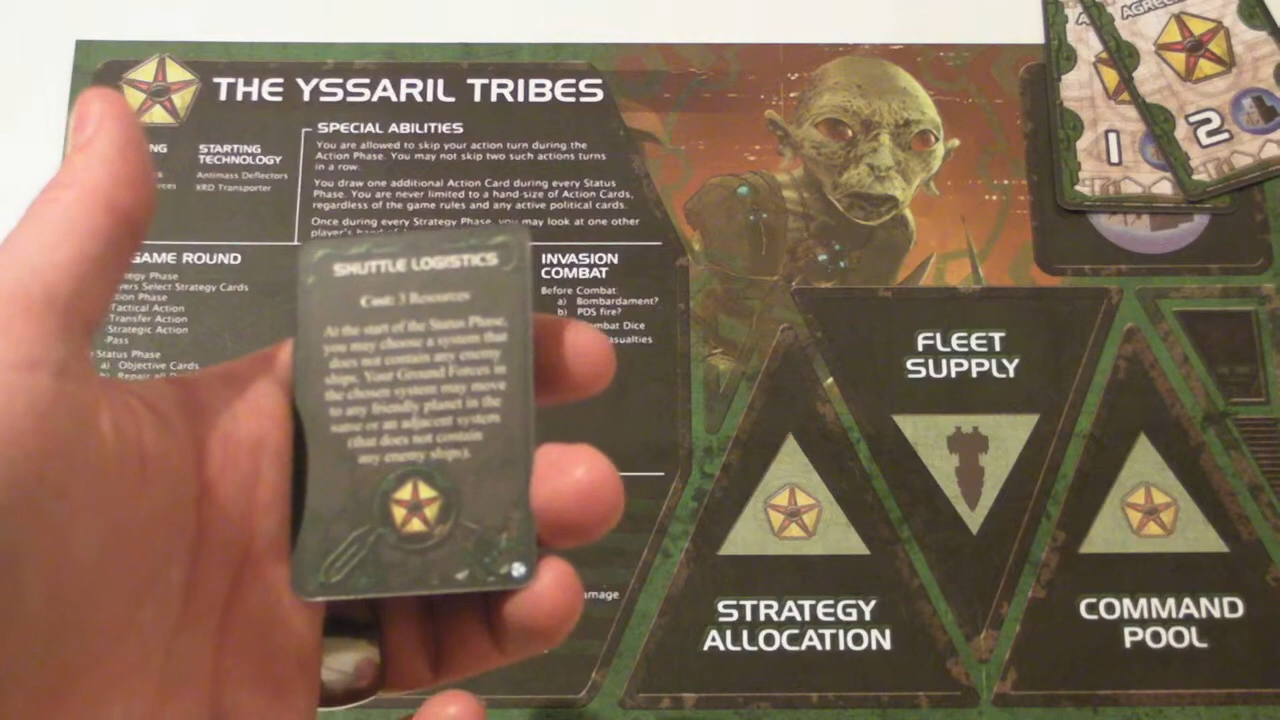 THE YSSARIL TRIBES
STARTING
TECHNOLOGY
Antimass Deflectors
XRD Transporter
SPECIAL ABILITIES
You are allowed to skip your action turn during the
Action Phase. You may not skip two such actions turns
in a row.
You draw one additional Action Card during every Status
Phase. You are never limited to a hand-size of Action Cards,
regardless of the game rules and any active political cards.
Once during every Strategy Phase, you may look at one other
player's hand of
GAME ROUND
Phase
Select Strategy Cards
Phase
Tactical Action
Transfer Action
Strategic Action
Pass
Status Phase
a) Objective Cards
b) Repair all
INVASION
COMBAT
Before Combat:
a) Bombardment?
b) PDS fire?
Dice
SHUTTLE LOGISTICS
Cost: 3 Resources
At the start of the Status Phase,
you may choose a system that
does not contain any enemy
ships. Your Ground Forces in
the chosen system may move
to any friendly planet in the
same or an adjacent system
(that does not contain
any enemy ships).
1
2
FLEET
SUPPLY
STRATEGY
ALLOCATION
COMMAND
POOL